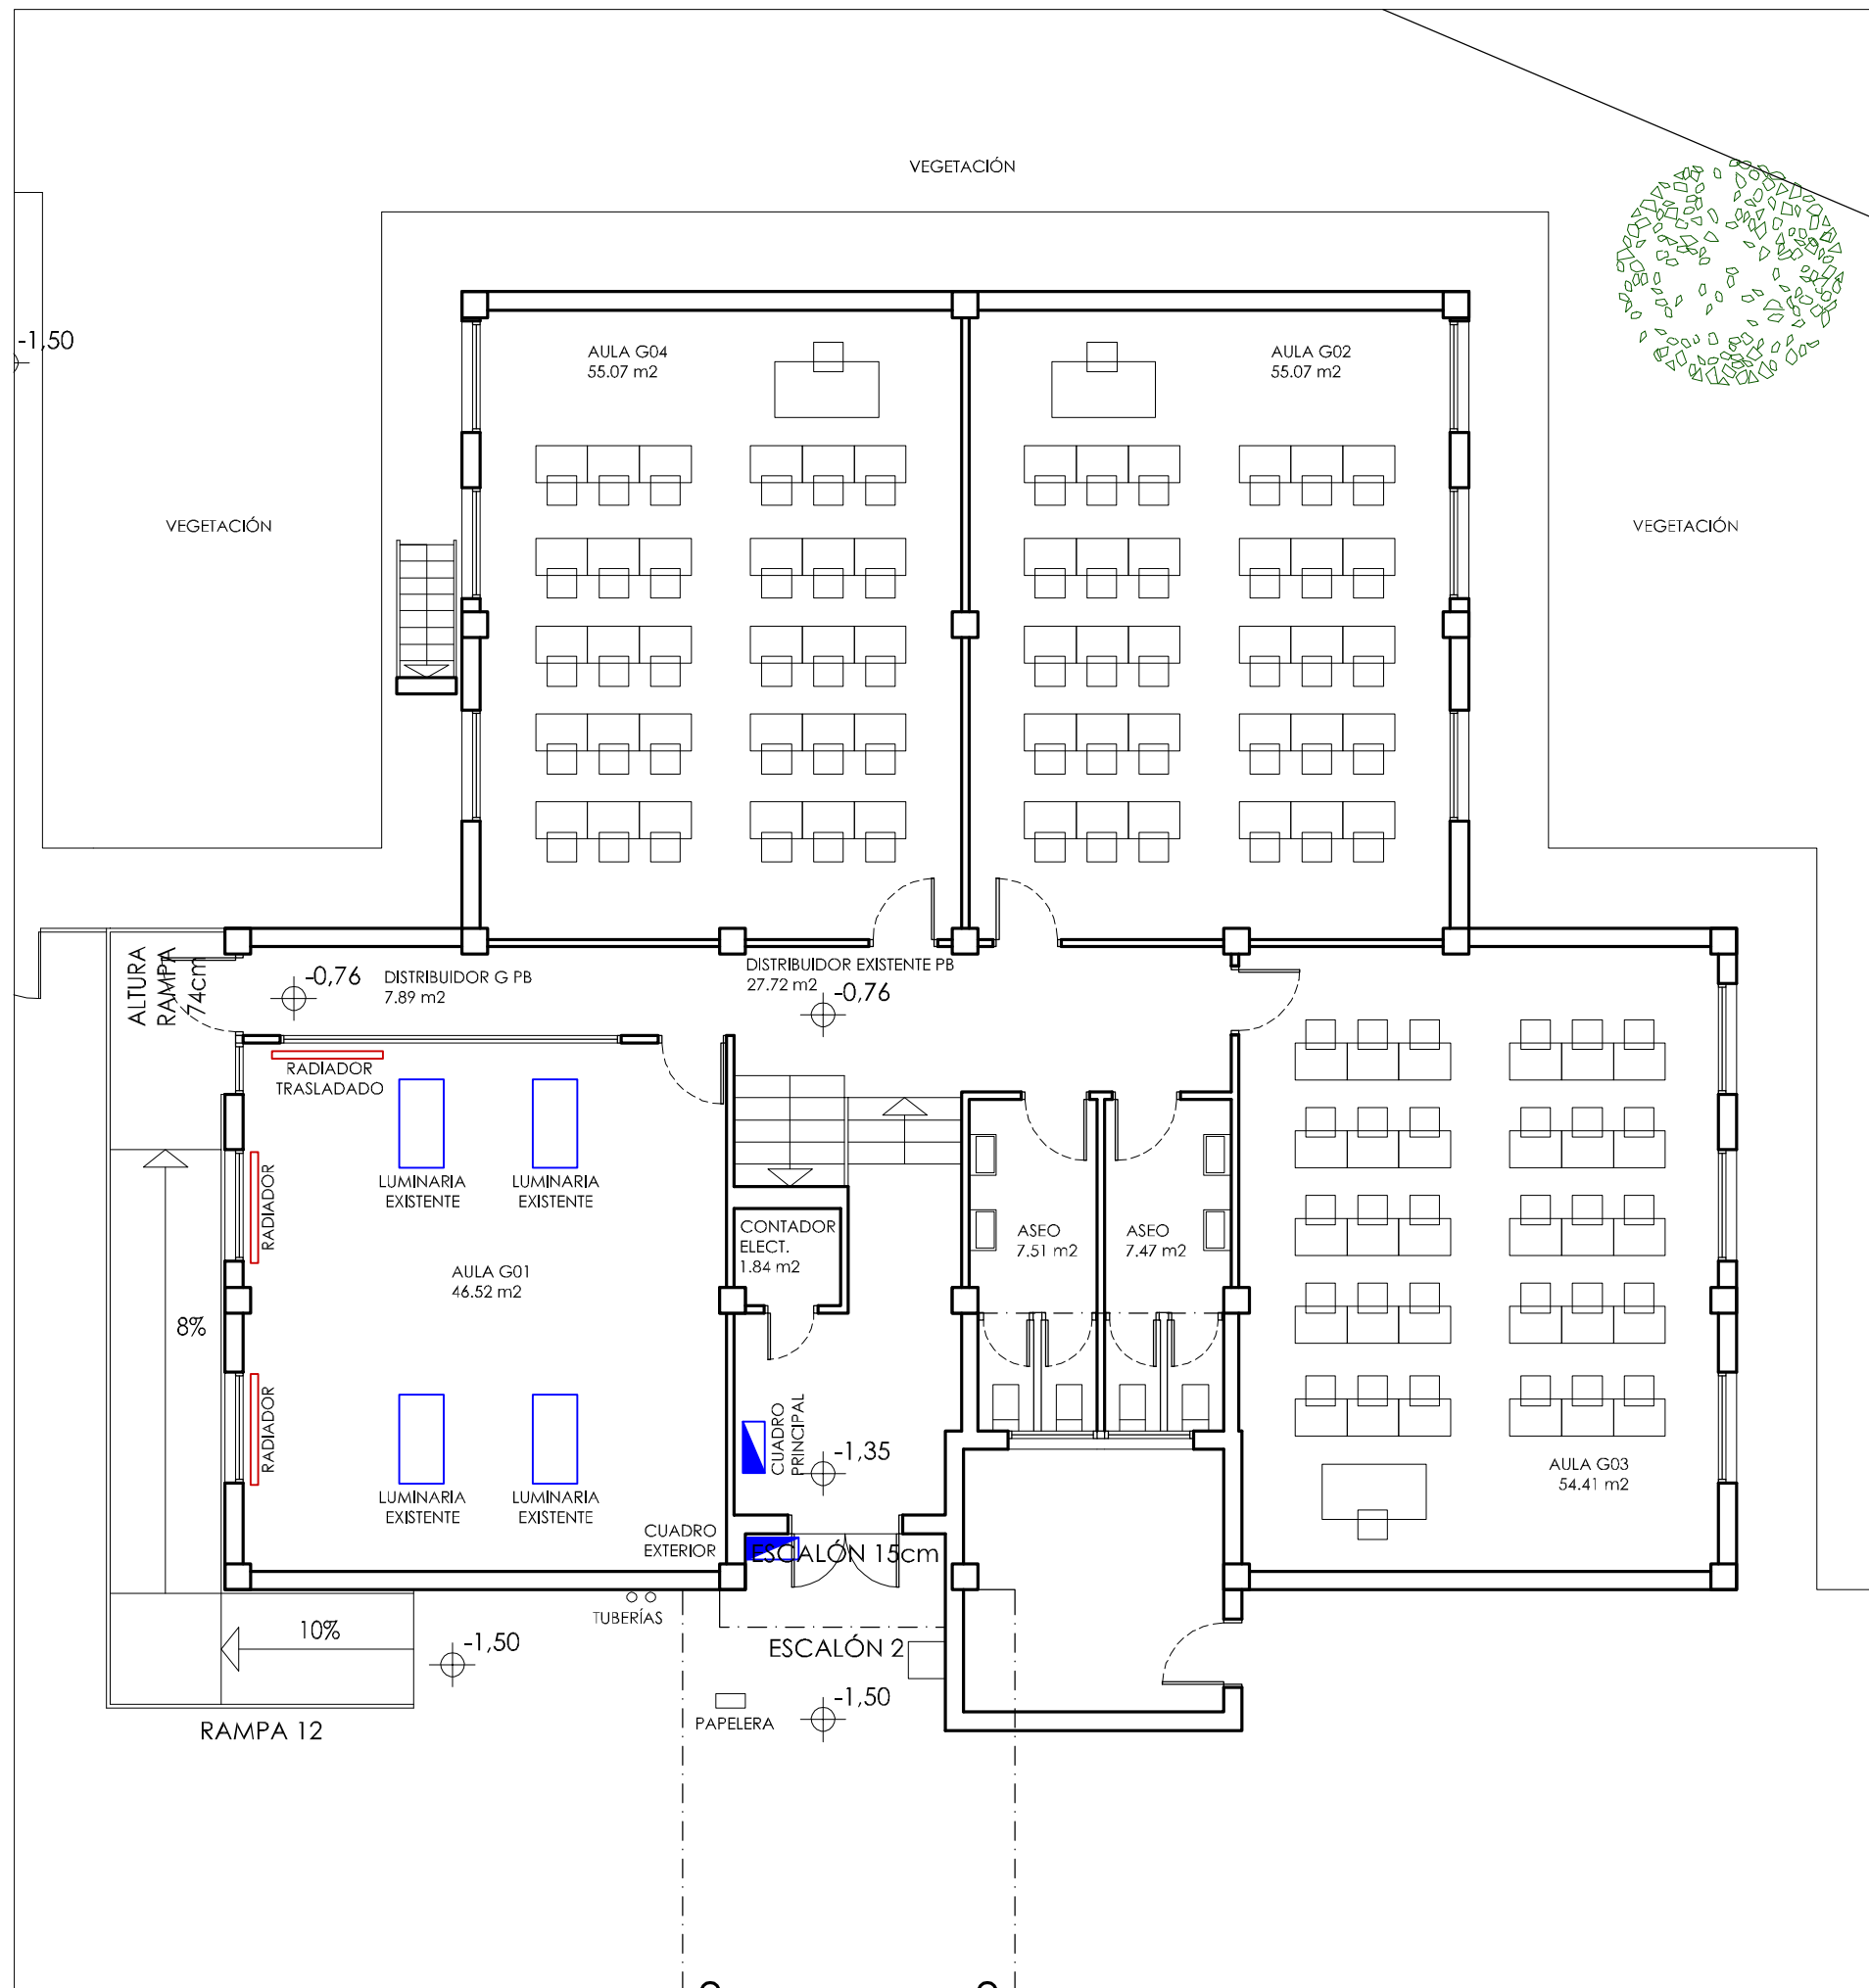 VEGETACIÓN
-1,50
AULA G04
55.07 m2
AULA G02
55.07 m2
VEGETACIÓN
VEGETACIÓN
ALTURA
RAMPA
74cm
-0,76
DISTRIBUIDOR G PB
7.89 m2
DISTRIBUIDOR EXISTENTE PB
27.72 m2
-0,76
RADIADOR
TRASLADADO
LUMINARIA
EXISTENTE
LUMINARIA
EXISTENTE
RADIADOR
CONTADOR
ELECT.
1.84 m2
ASEO
7.51 m2
ASEO
7.47 m2
AULA G01
46.52 m2
8%
RADIADOR
CUADRO
PRINCIPAL
-1,35
AULA G03
54.41 m2
LUMINARIA
EXISTENTE
LUMINARIA
EXISTENTE
CUADRO
EXTERIOR
ESCALÓN 15cm
TUBERÍAS
10%
-1,50
ESCALÓN 2
-1,50
PAPELERA
RAMPA 12